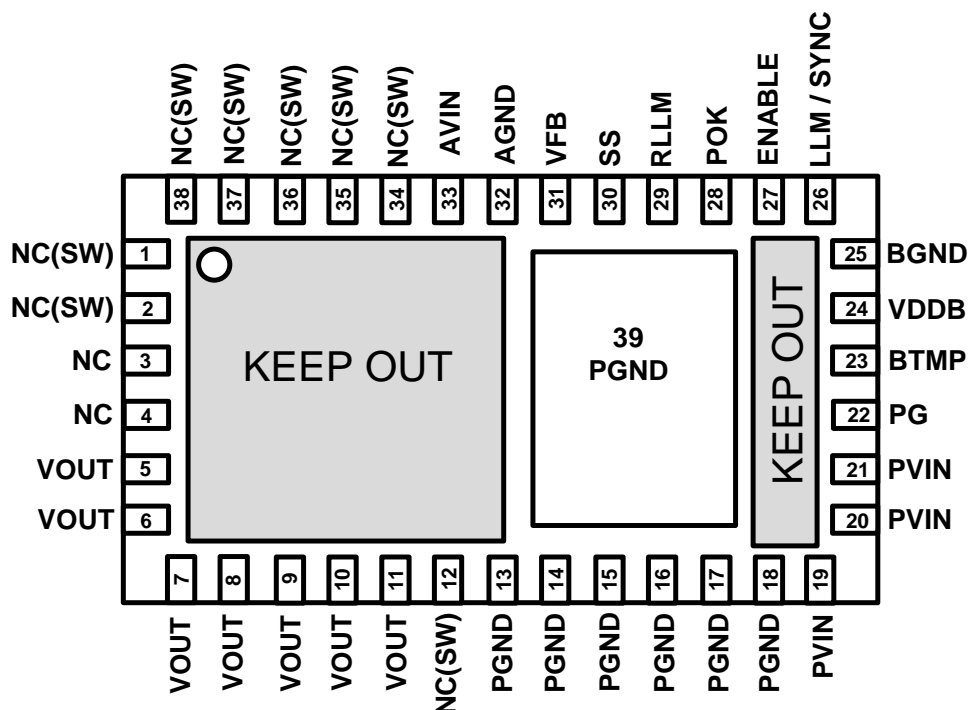 NC(SW)
NC(SW)
NC(SW)
NC(SW)
NC(SW)
AVIN
AGND
VFB
SS
RLLM
POK
ENABLE
LLM / SYNC
38
37
36
35
34
33
32
31
30
29
28
27
26
NC(SW) 1
NC(SW) 2
NC 3
NC 4
VOUT 5
VOUT 6
KEEP OUT
39
PGND
KEEP OUT
25 BGND
24 VDDB
23 BTMP
22 PG
21 PVIN
20 PVIN
7
8
9
10
11
12
13
14
15
16
17
18
19
VOUT
VOUT
VOUT
VOUT
VOUT
NC(SW)
PGND
PGND
PGND
PGND
PGND
PGND
PVIN